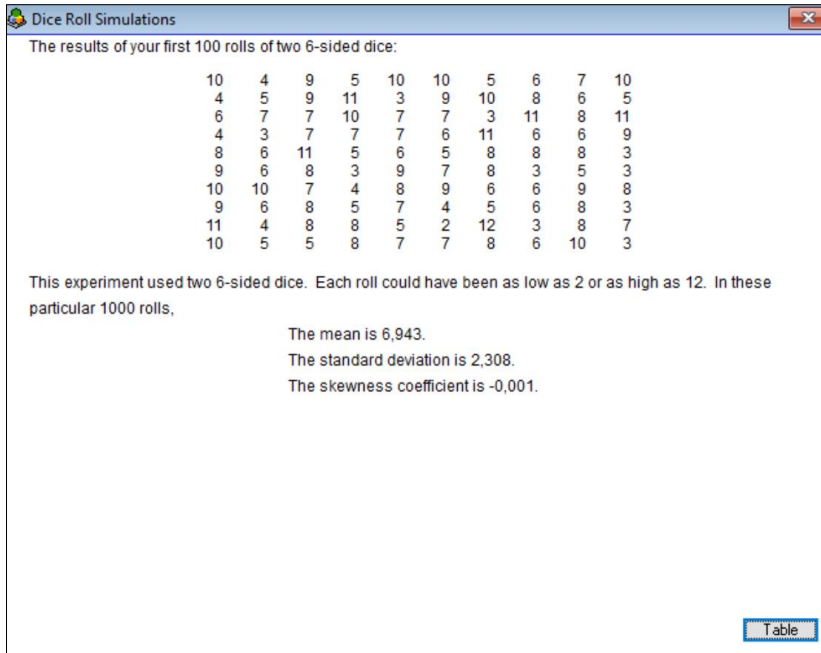 Dice Roll Simulations
The results of your first 100 rolls of two 6-sided dice:
10 4 9 5 10 10 5 6 7 10
4 5 9 11 3 9 10 8 6 5
6 7 7 10 7 7 3 11 8 11
4 3 7 7 7 6 11 6 6 9
8 6 11 5 6 5 8 8 8 3
9 6 8 3 9 7 8 3 5 3
10 10 7 4 8 9 6 6 9 8
9 6 8 5 7 4 5 6 8 3
11 4 8 8 5 2 12 3 8 7
10 5 5 8 7 7 8 6 10 3
This experiment used two 6-sided dice. Each roll could have been as low as 2 or as high as 12. In these
particular 1000 rolls,
The mean is 6,943.
The standard deviation is 2,308.
The skewness coefficient is -0,001.
Table